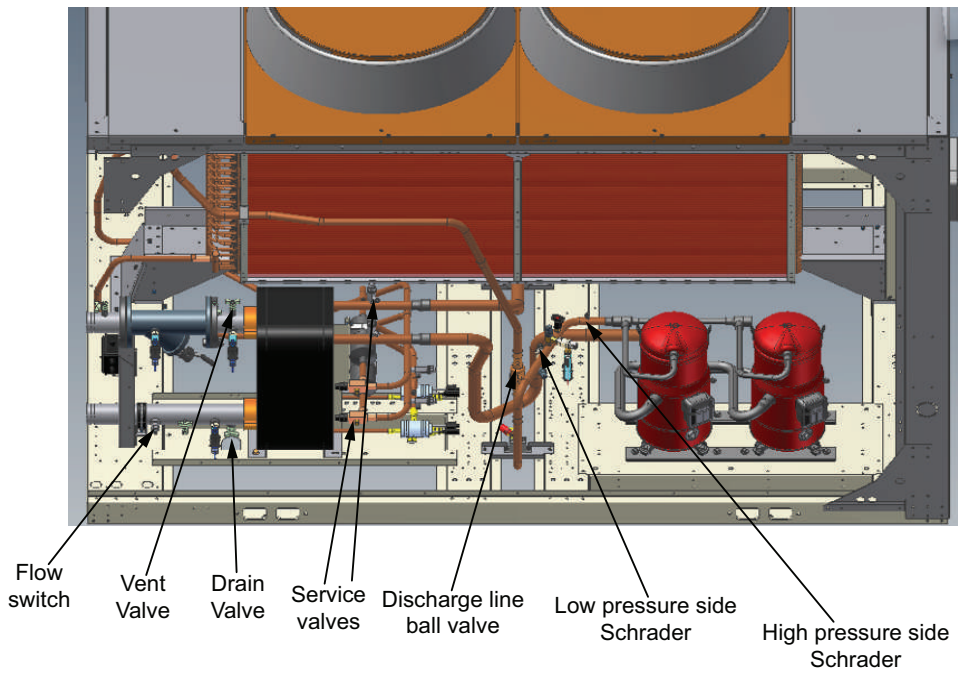 Flow
switch
Vent
Valve
Drain
Valve
Service
valves
Discharge line
ball valve
Low pressure side
Schrader
High pressure side
Schrader